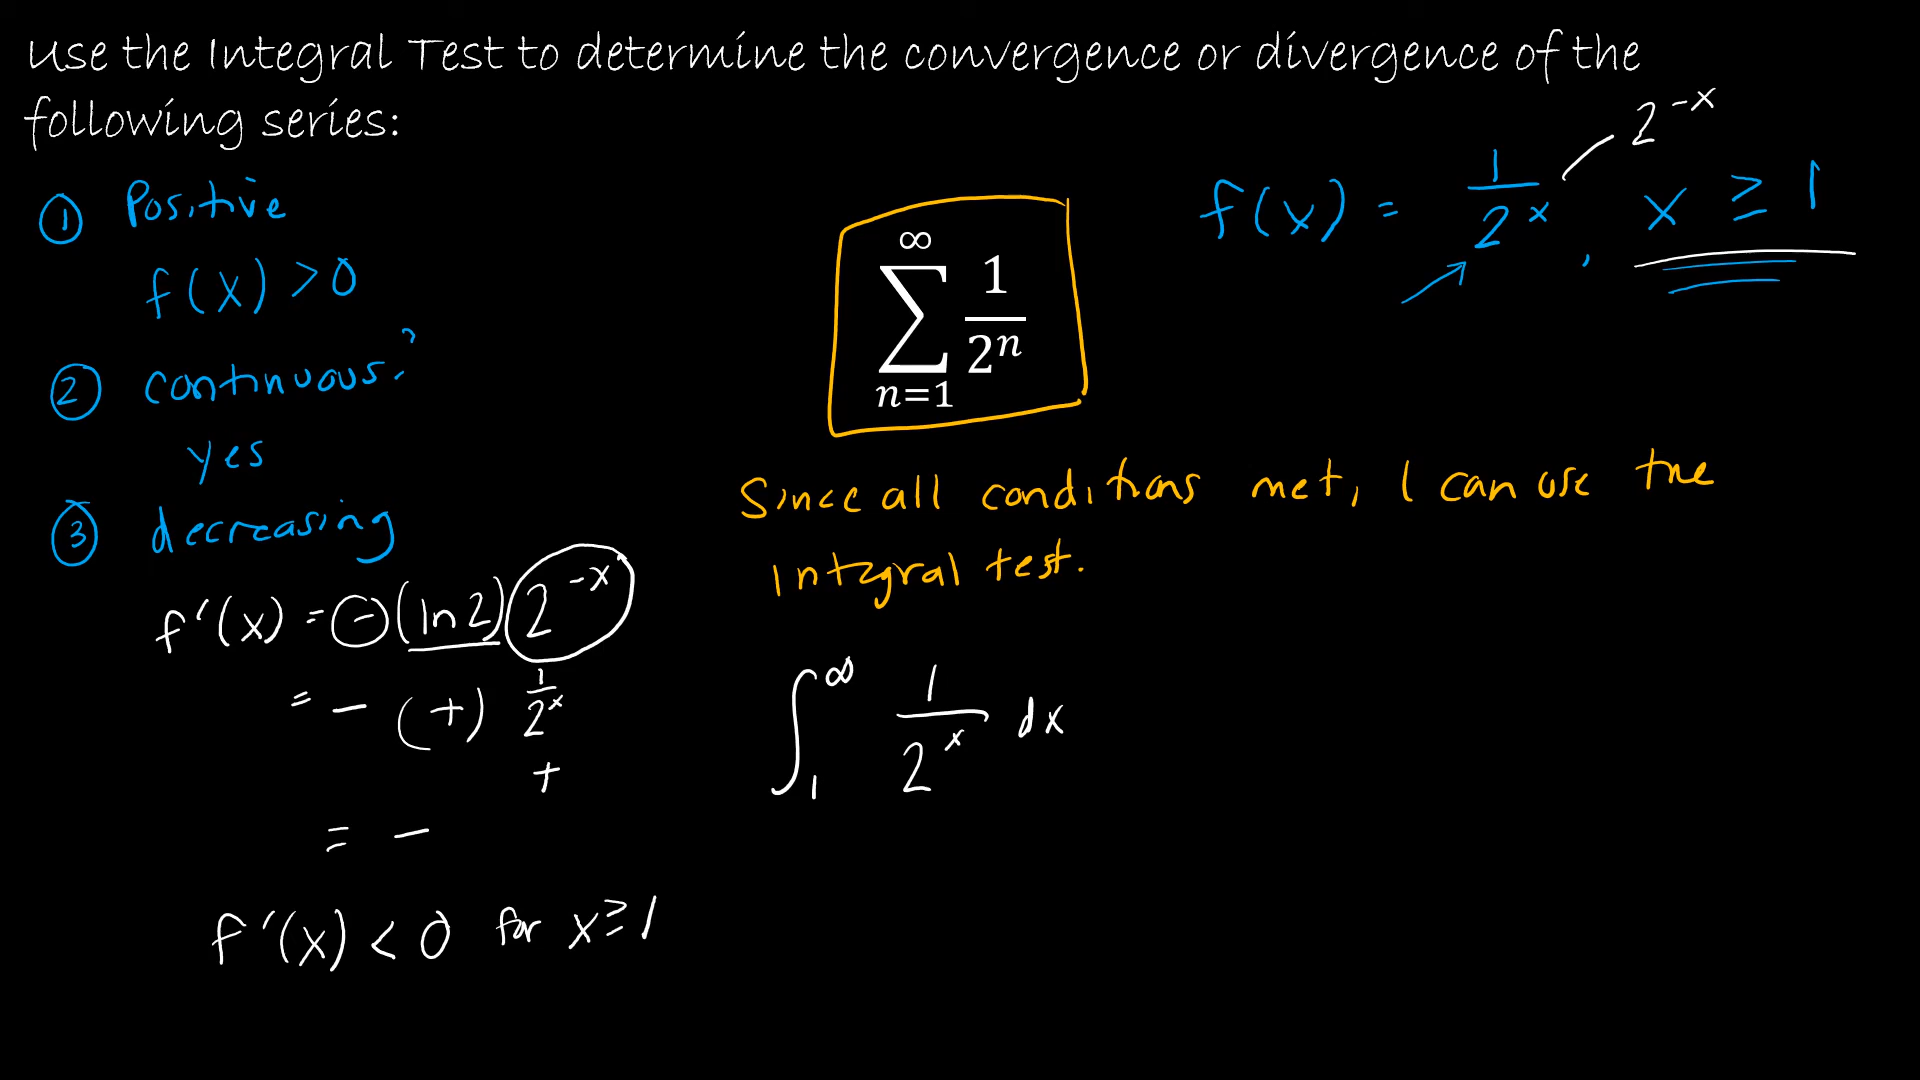 Use the Integral Test to determine the convergence or divergence of the
following series:
① Positive
f(x) > 0
② continuous?
yes
③ decreasing
f'(x) = -(ln 2) 2^{-x}
= - (+) 1/2^x
+
= -
f'(x) < 0 for x ≥ 1
∑_{n=1}^{∞} 1/2^n
f(x) = 1/2^x, x ≥ 1
2^{-x}
Since all conditions met, I can use the
integral test.
∫_1^∞ 1/2^x dx